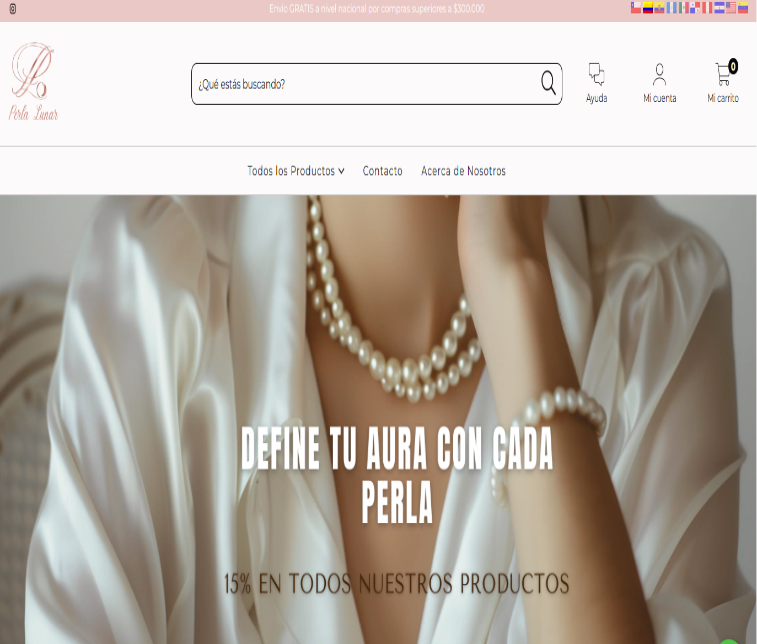 Envío GRATIS a nivel nacional por compras superiores a $300.000
Perla Lunar
¿Qué estás buscando?
Ayuda
Mi cuenta
0
Mi carrito
Todos los Productos
Contacto
Acerca de Nosotros
DEFINE TU AURA CON CADA
PERLA
15% EN TODOS NUESTROS PRODUCTOS